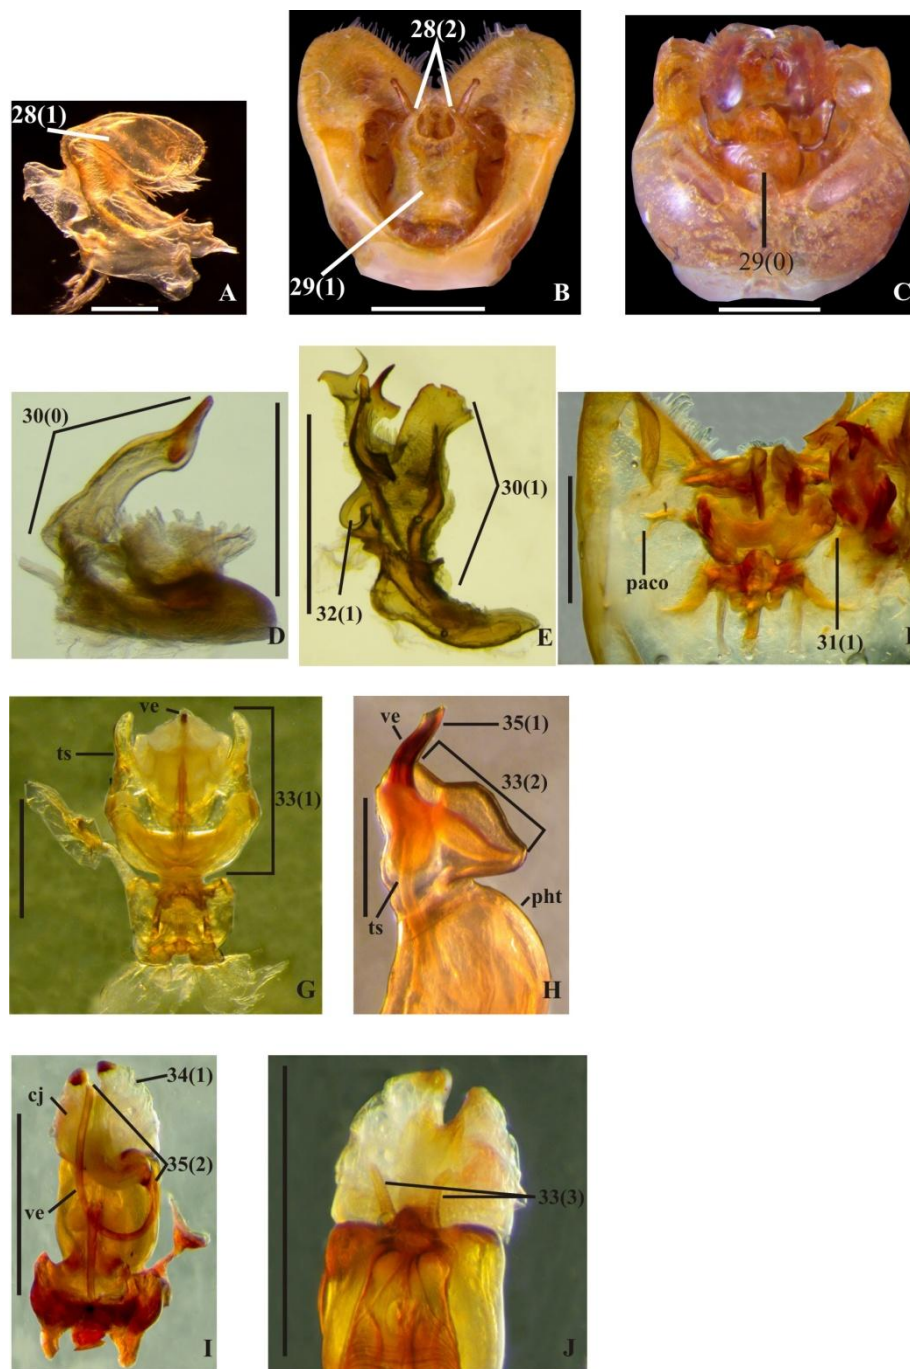 28(1)
A
28(2)
29(1)
B
29(0)
C
30(0)
D
30(1)
32(1)
E
paco
31(1)
ve
ts
33(1)
G
ve
35(1)
33(2)
ts
pht
H
34(1)
cj
35(2)
ve
I
33(3)
J